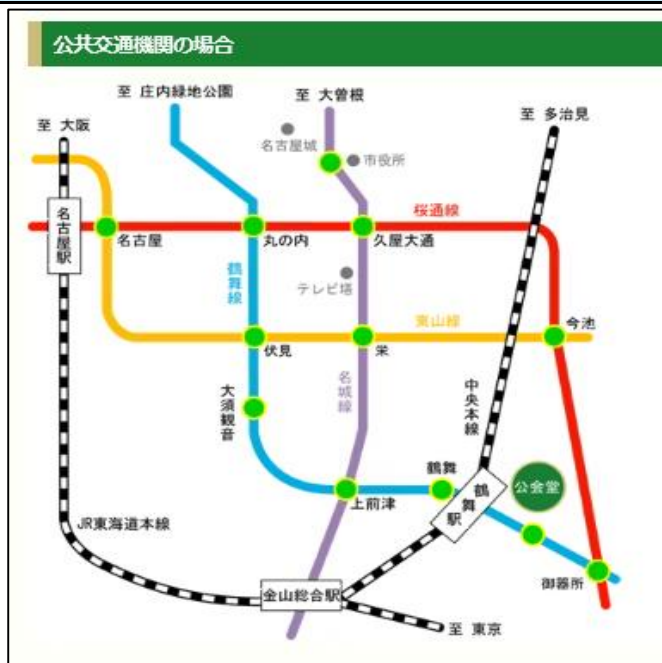 公共交通機関の場合
至 庄内緑地公園
至 大曽根
至 大阪
至 多治見
名古屋城
市役所
名古屋駅
桜通線
名古屋
丸の内
久屋大通
鶴舞線
テレビ塔
東山線
今池
伏見
栄
大須観音
名城線
中央本線
鶴舞
鶴舞駅
公会堂
上前津
JR東海道本線
御器所
金山総合駅
至 東京